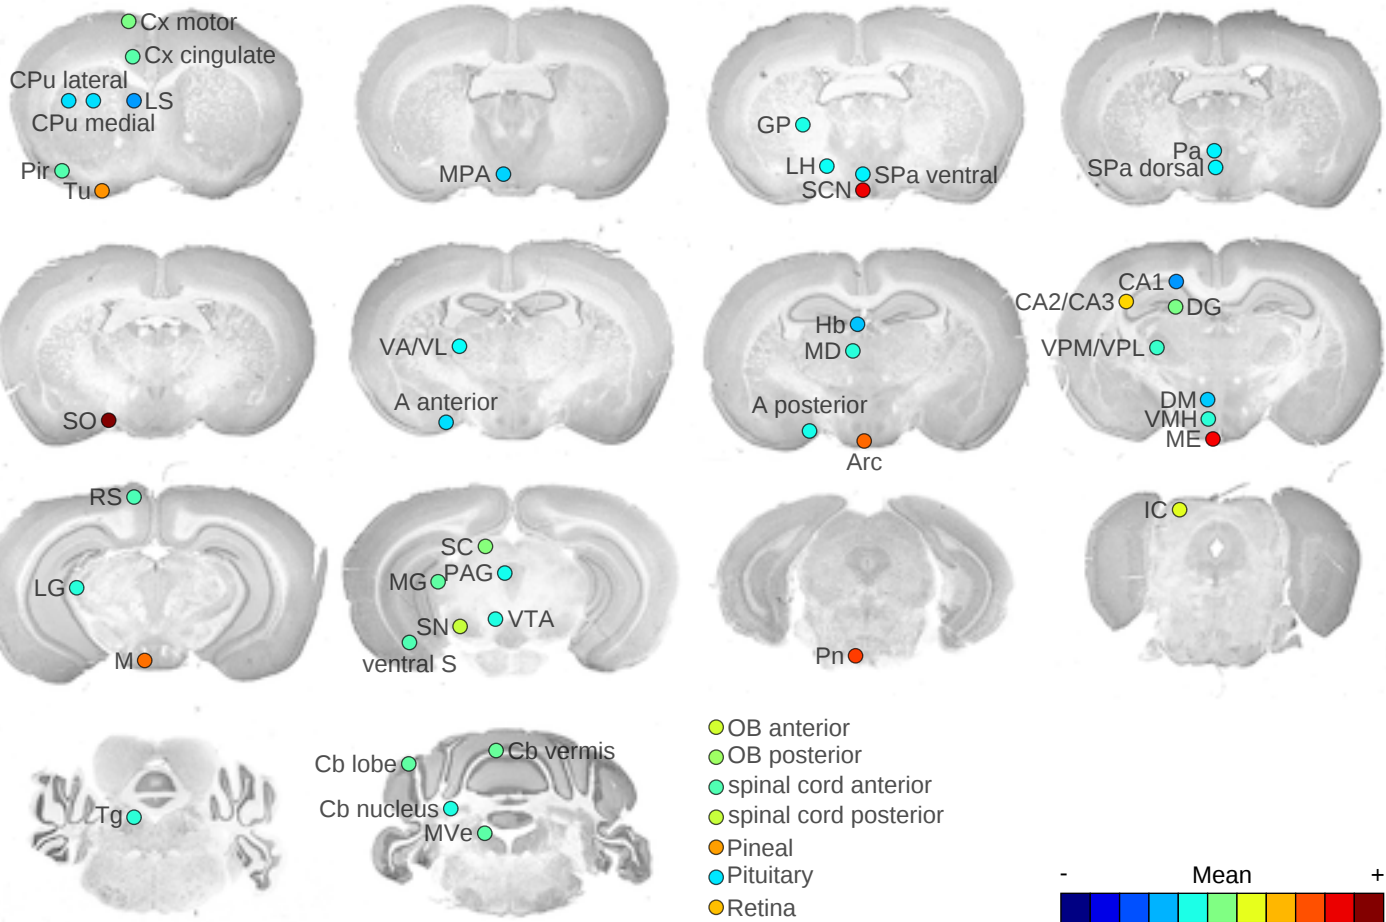 Cx motor
Cx cingulate
CPu lateral
LS
CPu medial
Pir
Tu
MPA
GP
LH
SPa ventral
SCN
Pa
SPa dorsal
SO
VA/VL
A anterior
Hb
MD
A posterior
Arc
CA1
CA2/CA3
DG
VPM/VPL
DM
VMH
ME
RS
LG
M
SC
MG
PAG
SN
VTA
ventral S
Pn
IC
Tg
Cb lobe
Cb vermis
Cb nucleus
MVe
OB anterior
OB posterior
spinal cord anterior
spinal cord posterior
Pineal
Pituitary
Retina
- Mean +